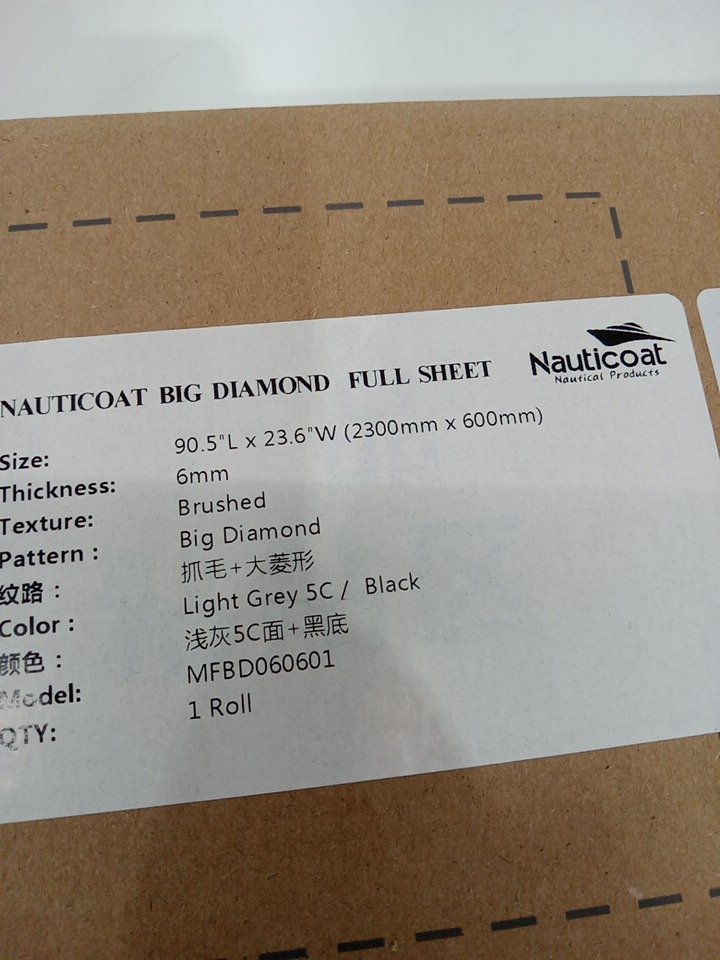 NAUTICOAT BIG DIAMOND FULL SHEET
Nauticoat
Nautical Products
Size: 90.5"L x 23.6"W (2300mm x 600mm)
Thickness: 6mm
Texture: Brushed
Pattern : Big Diamond
纹路 : 抓毛+大菱形
Color : Light Grey 5C / Black
颜色 : 浅灰5C面+黑底
Model: MFBD060601
QTY: 1 Roll